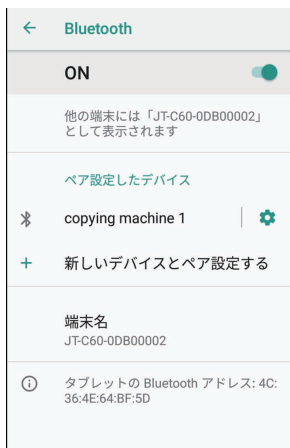 Bluetooth
ON
他の端末には「JT-C60-0DB00002」
として表示されます
ペア設定したデバイス
copying machine 1
新しいデバイスとペア設定する
端末名
JT-C60-0DB00002
タブレットの Bluetooth アドレス: 4C:
36:4E:64:BF:5D